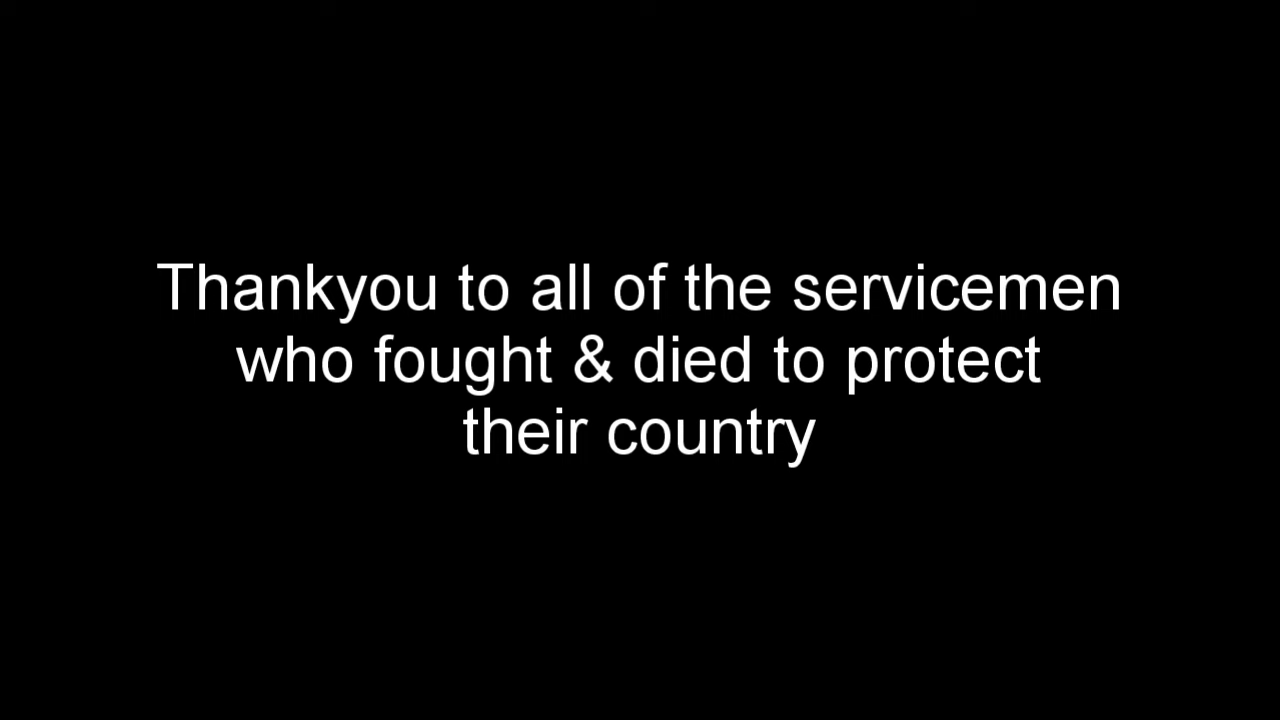 Thankyou to all of the servicemen
who fought & died to protect
their country